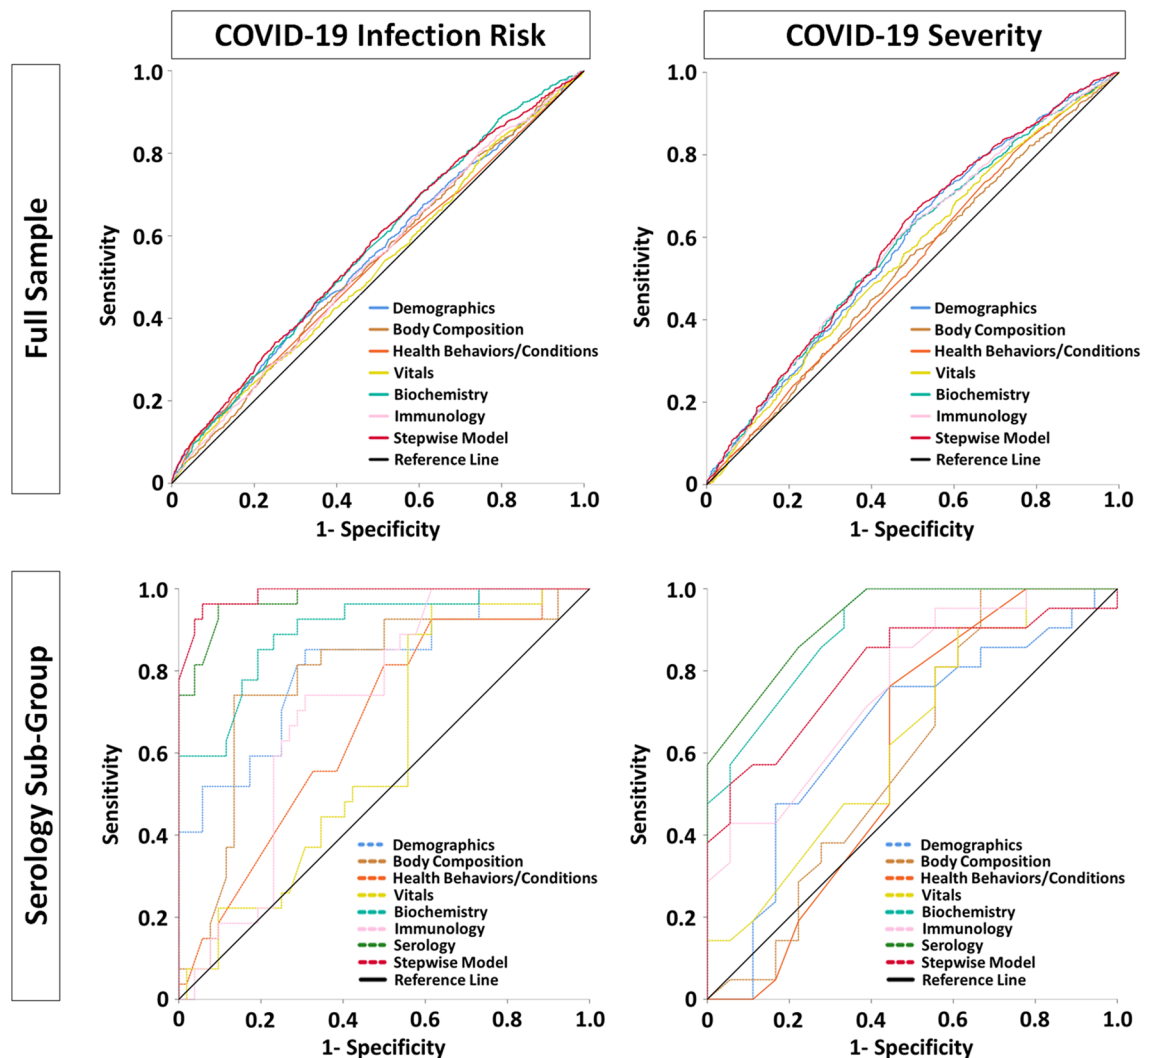 COVID-19 Infection Risk
COVID-19 Severity
Full Sample
Sensitivity
1.0
0.8
0.6
0.4
0.2
0
0
0.2
0.4
0.6
0.8
1.0
1- Specificity
Demographics
Body Composition
Health Behaviors/Conditions
Vitals
Biochemistry
Immunology
Stepwise Model
Reference Line
Sensitivity
1.0
0.8
0.6
0.4
0.2
0
0
0.2
0.4
0.6
0.8
1.0
1- Specificity
Demographics
Body Composition
Health Behaviors/Conditions
Vitals
Biochemistry
Immunology
Stepwise Model
Reference Line
Serology Sub-Group
Sensitivity
1.0
0.8
0.6
0.4
0.2
0
0
0.2
0.4
0.6
0.8
1.0
1- Specificity
Demographics
Body Composition
Health Behaviors/Conditions
Vitals
Biochemistry
Immunology
Serology
Stepwise Model
Reference Line
Sensitivity
1.0
0.8
0.6
0.4
0.2
0
0
0.2
0.4
0.6
0.8
1.0
1- Specificity
Demographics
Body Composition
Health Behaviors/Conditions
Vitals
Biochemistry
Immunology
Serology
Stepwise Model
Reference Line